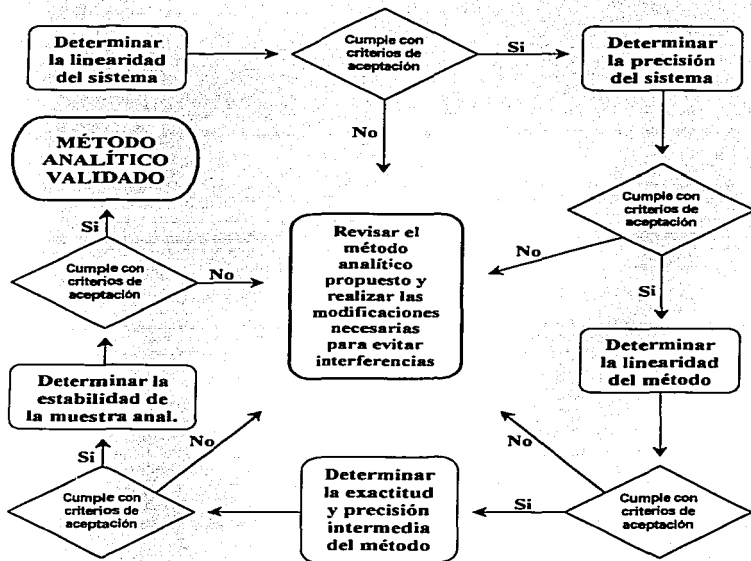 Determinar
la linearidad
del sistema
Cumple con
criterios de
aceptación
Si
Determinar
la precisión
del sistema
No
MÉTODO
ANALÍTICO
VALIDADO
Cumple con
criterios de
aceptación
No
Si
Revisar el
método
analítico
propuesto y
realizar las
modificaciones
necesarias
para evitar
interferencias
Si
Cumple con
criterios de
aceptación
No
Determinar
la linearidad
del método
Determinar la
estabilidad de
la muestra anal.
Si
No
No
Cumple con
criterios de
aceptación
Determinar
la exactitud
y precisión
intermedia
del método
Si
Cumple con
criterios de
aceptación